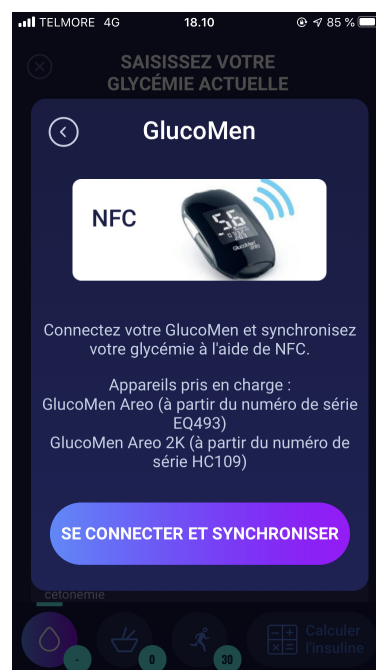 TELMORE 4G 18.10 85 %
SAISISSEZ VOTRE
GLYCÉMIE ACTUELLE
GlucoMen
NFC
56
GlucoMen
Connectez votre GlucoMen et synchronisez
votre glycémie à l'aide de NFC.
Appareils pris en charge :
GlucoMen Areo (à partir du numéro de série
EQ493)
GlucoMen Areo 2K (à partir du numéro de
série HC109)
SE CONNECTER ET SYNCHRONISER
cétonémie
- 0 30
Calculer
l'insuline